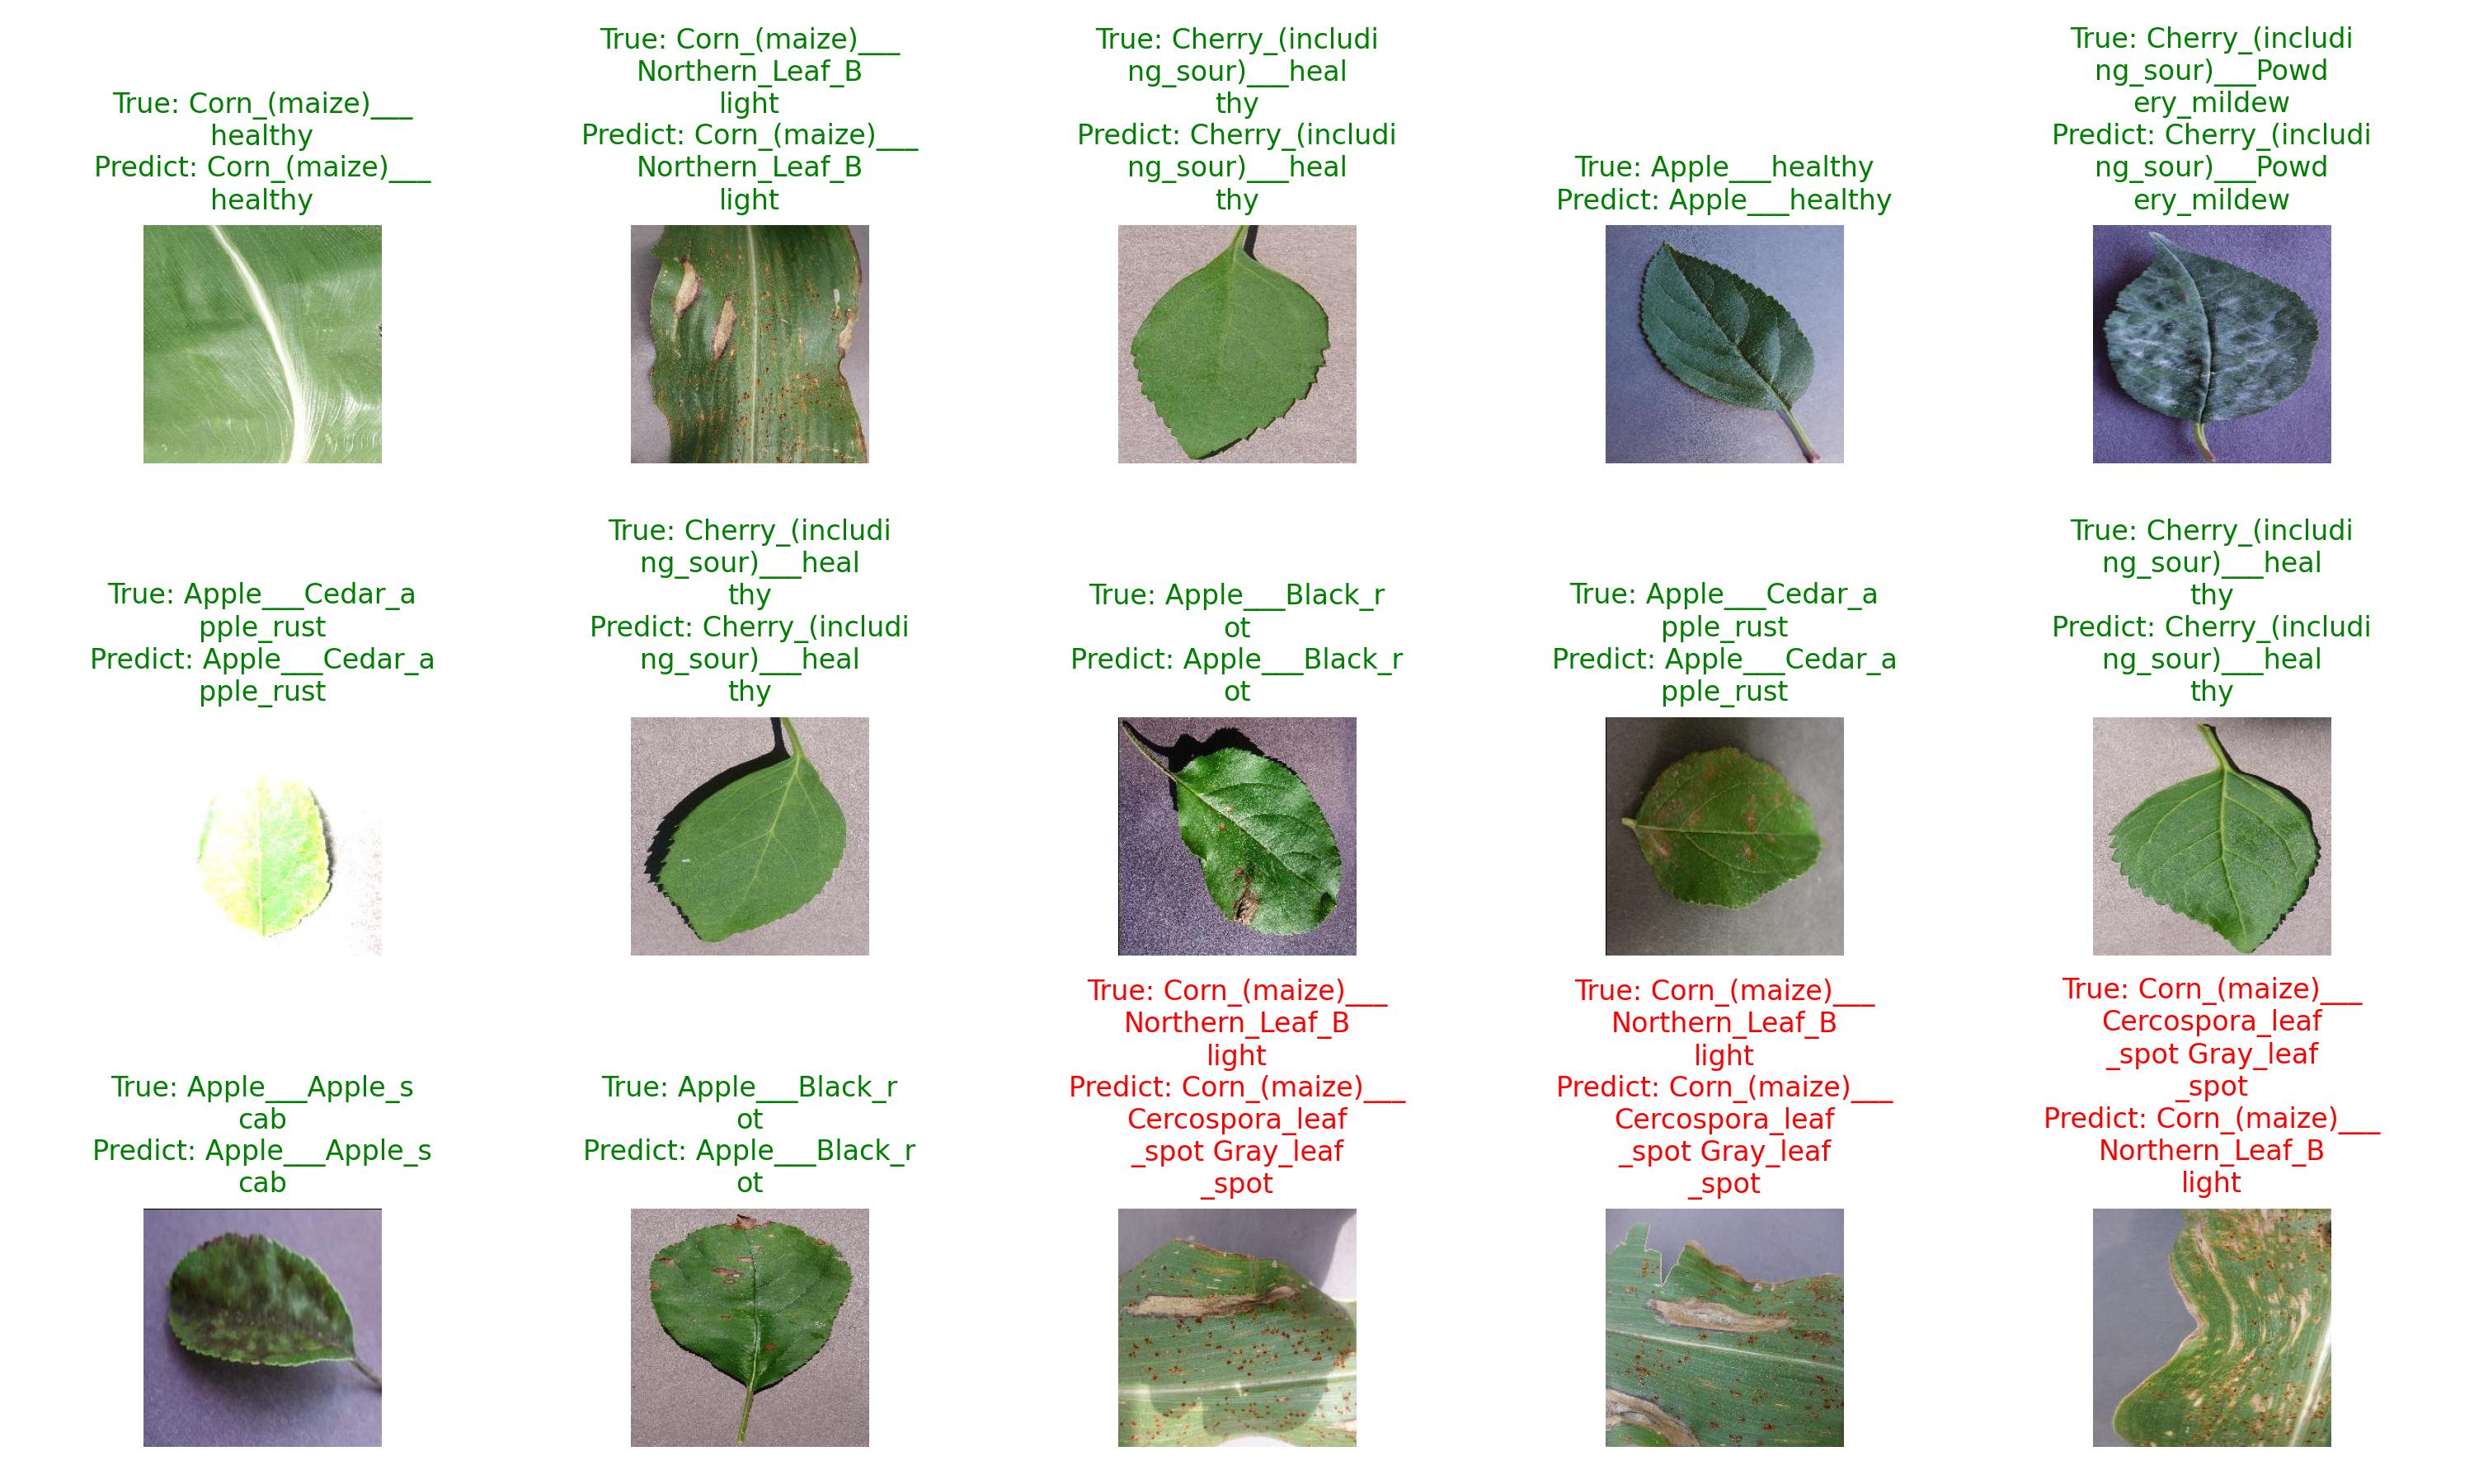 True: Corn_(maize)___
healthy
Predict: Corn_(maize)___
healthy
True: Corn_(maize)___
Northern_Leaf_B
light
Predict: Corn_(maize)___
Northern_Leaf_B
light
True: Cherry_(includi
ng_sour)___heal
thy
Predict: Cherry_(includi
ng_sour)___heal
thy
True: Apple___healthy
Predict: Apple___healthy
True: Cherry_(includi
ng_sour)___Powd
ery_mildew
Predict: Cherry_(includi
ng_sour)___Powd
ery_mildew
True: Apple___Cedar_a
pple_rust
Predict: Apple___Cedar_a
pple_rust
True: Cherry_(includi
ng_sour)___heal
thy
Predict: Cherry_(includi
ng_sour)___heal
thy
True: Apple___Black_r
ot
Predict: Apple___Black_r
ot
True: Apple___Cedar_a
pple_rust
Predict: Apple___Cedar_a
pple_rust
True: Cherry_(includi
ng_sour)___heal
thy
Predict: Cherry_(includi
ng_sour)___heal
thy
True: Apple___Apple_s
cab
Predict: Apple___Apple_s
cab
True: Apple___Black_r
ot
Predict: Apple___Black_r
ot
True: Corn_(maize)___
Northern_Leaf_B
light
Predict: Corn_(maize)___
Cercospora_leaf
_spot Gray_leaf
_spot
True: Corn_(maize)___
Northern_Leaf_B
light
Predict: Corn_(maize)___
Cercospora_leaf
_spot Gray_leaf
_spot
True: Corn_(maize)___
Cercospora_leaf
_spot Gray_leaf
_spot
Predict: Corn_(maize)___
Northern_Leaf_B
light